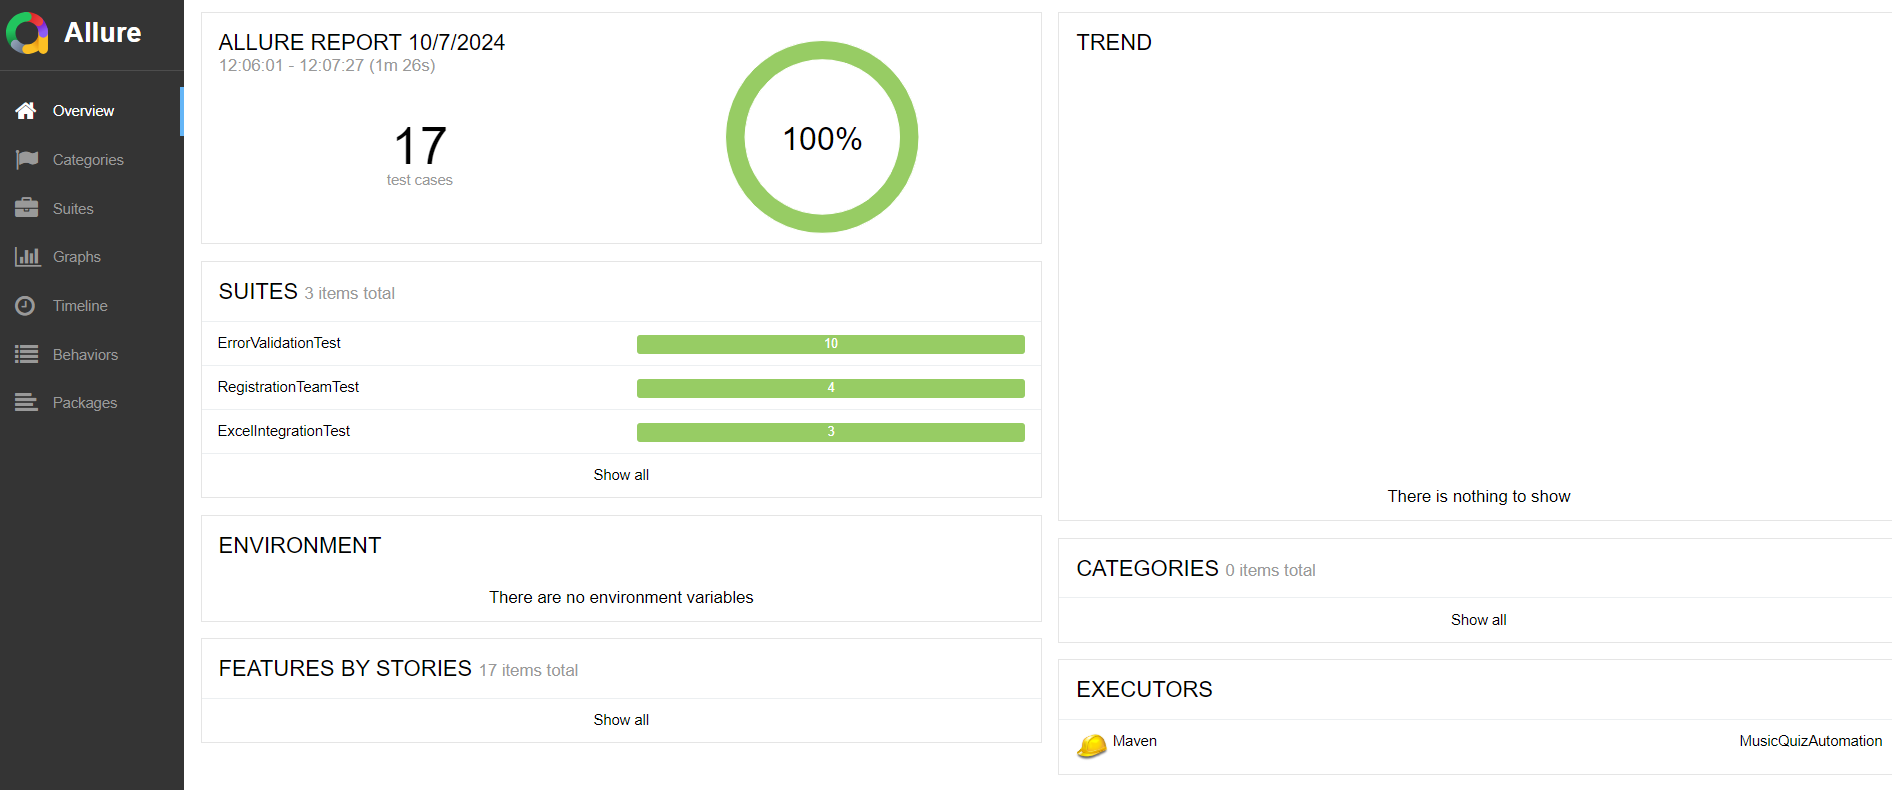 Allure
Overview
Categories
Suites
Graphs
Timeline
Behaviors
Packages
ALLURE REPORT 10/7/2024
12:06:01 - 12:07:27 (1m 26s)
17
test cases
100%
SUITES 3 items total
ErrorValidationTest 10
RegistrationTeamTest 4
ExcelIntegrationTest 3
Show all
ENVIRONMENT
There are no environment variables
FEATURES BY STORIES 17 items total
Show all
TREND
There is nothing to show
CATEGORIES 0 items total
Show all
EXECUTORS
Maven MusicQuizAutomation